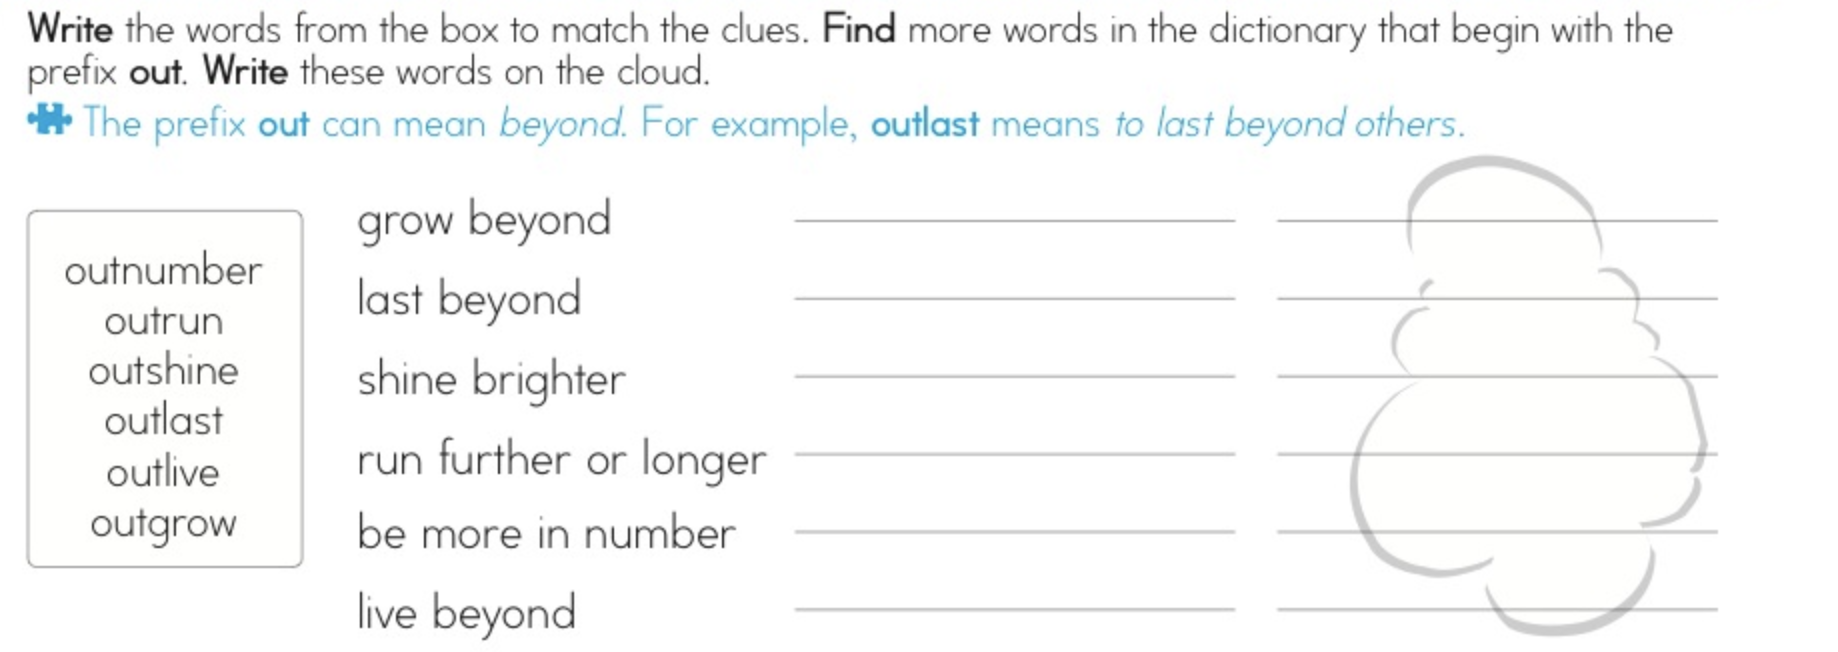 Write the words from the box to match the clues. Find more words in the dictionary that begin with the
prefix out. Write these words on the cloud.
The prefix out can mean beyond. For example, outlast means to last beyond others.
outnumber
outrun
outshine
outlast
outlive
outgrow
grow beyond
last beyond
shine brighter
run further or longer
be more in number
live beyond